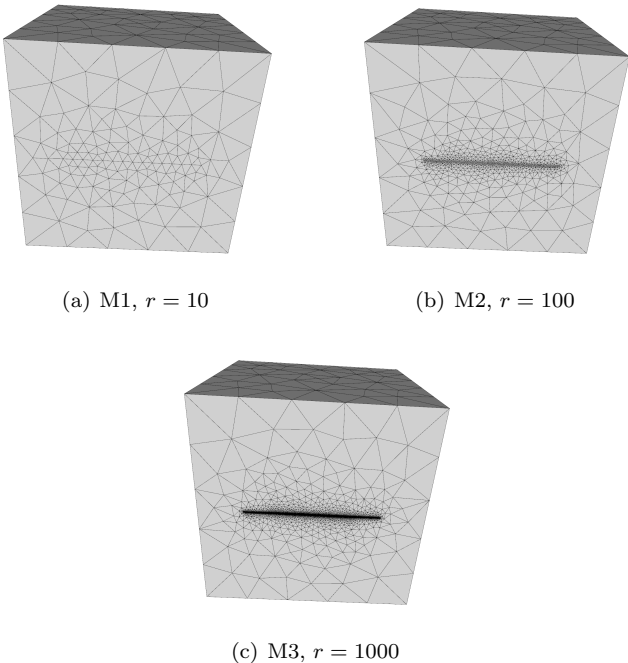 (a) M1, r = 10
(b) M2, r = 100
(c) M3, r = 1000